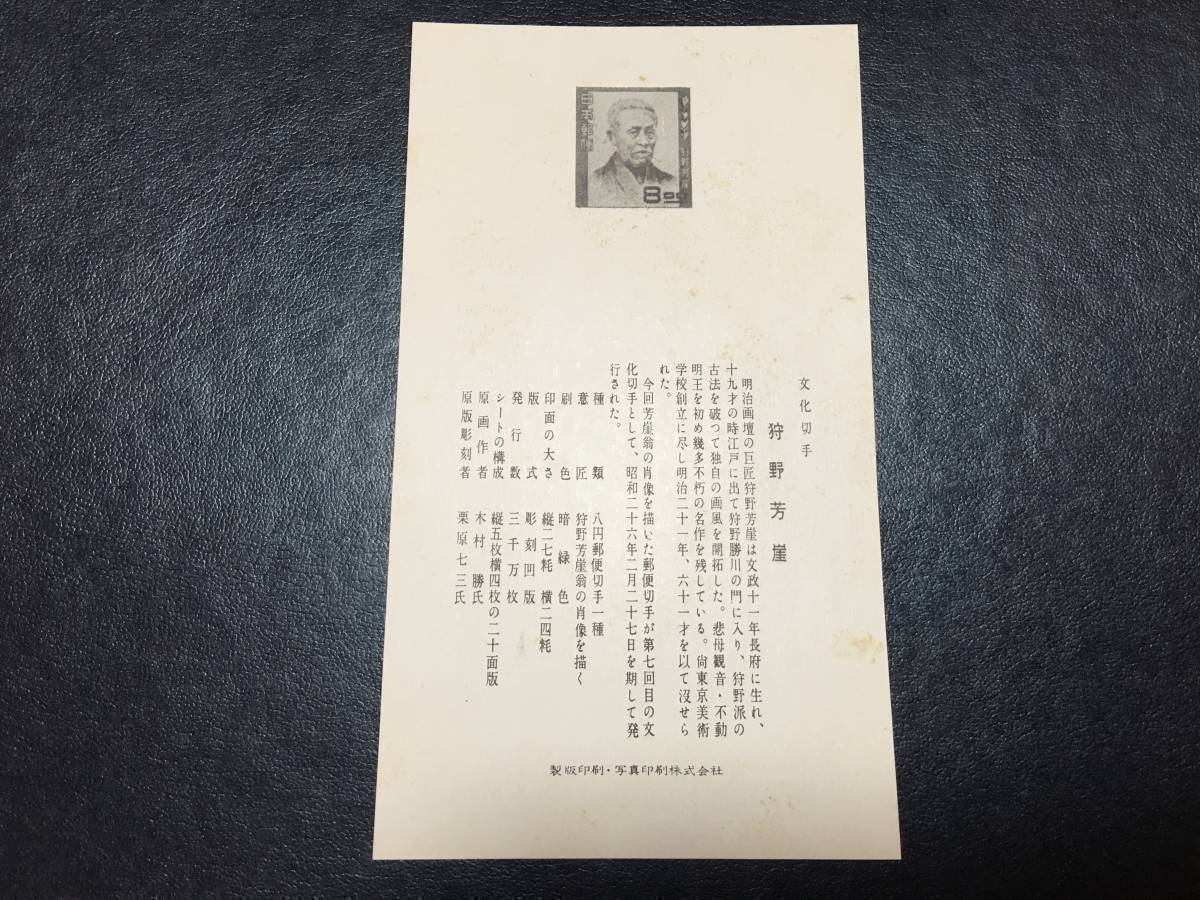 日本郵便
8.00
文化切手
狩野芳崖
明治画壇の巨匠狩野芳崖は文政十一年長府に生れ、
十九才の時江戸に出て狩野勝川の門に入り、狩野派の
古法を破つて独自の画風を開拓した。悲母観音・不動
明王を初め幾多不朽の名作を残している。尙東京美術
学校創立に尽し明治二十一年、六十一才を以て没せら
れた。
今回芳崖翁の肖像を描いた郵便切手が第七回目の文
化切手として、昭和二十六年二月二十七日を期して発
行された。
種類 八円郵便切手一種
意匠 狩野芳崖翁の肖像を描く
刷色 暗緑色
印面の大さ 縦二七粍 横二四粍
版式 彫刻凹版
発行数 三千万枚
シートの構成 縦五枚横四枚の二十面版
原画作者 木村勝氏
原版彫刻者 栗原七三氏
製版印刷・写真印刷株式会社